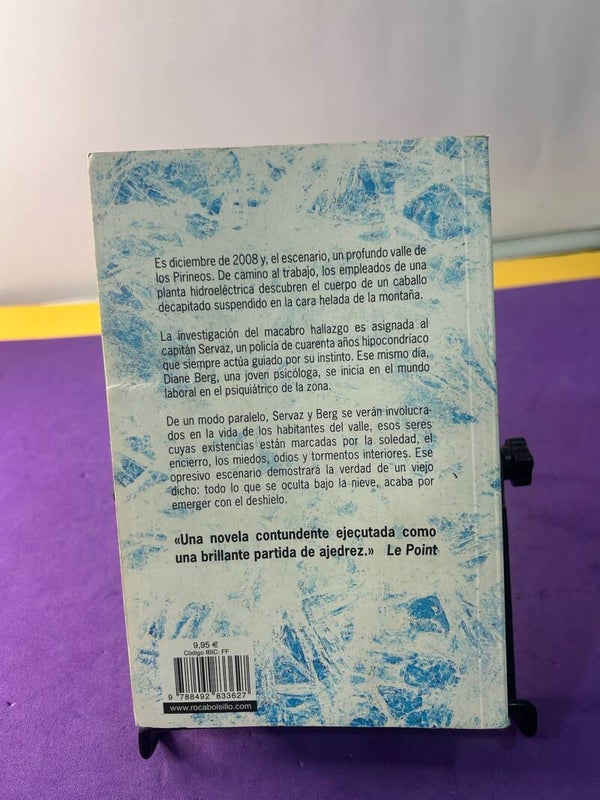 Es diciembre de 2008 y, el escenario, un profundo valle de
los Pirineos. De camino al trabajo, los empleados de una
planta hidroeléctrica descubren el cuerpo de un caballo
decapitado suspendido en la cara helada de la montaña.
La investigación del macabro hallazgo es asignada al
capitán Servaz, un policía de cuarenta años hipocondríaco
que siempre actúa guiado por su instinto. Ese mismo día,
Diane Berg, una joven psicóloga, se inicia en el mundo
laboral en el psiquiátrico de la zona.
De un modo paralelo, Servaz y Berg se verán involucra-
dos en la vida de los habitantes del valle, esos seres
cuyas existencias están marcadas por la soledad, el
encierro, los miedos, odios y tormentos interiores. Ese
opresivo escenario demostrará la verdad de un viejo
dicho: todo lo que se oculta bajo la nieve, acaba por
emerger con el deshielo.
«Una novela contundente ejecutada como
una brillante partida de ajedrez.» Le Point
9,95 €
Código IBIC: FF
9 788492 833627
www.rocabolsillo.com